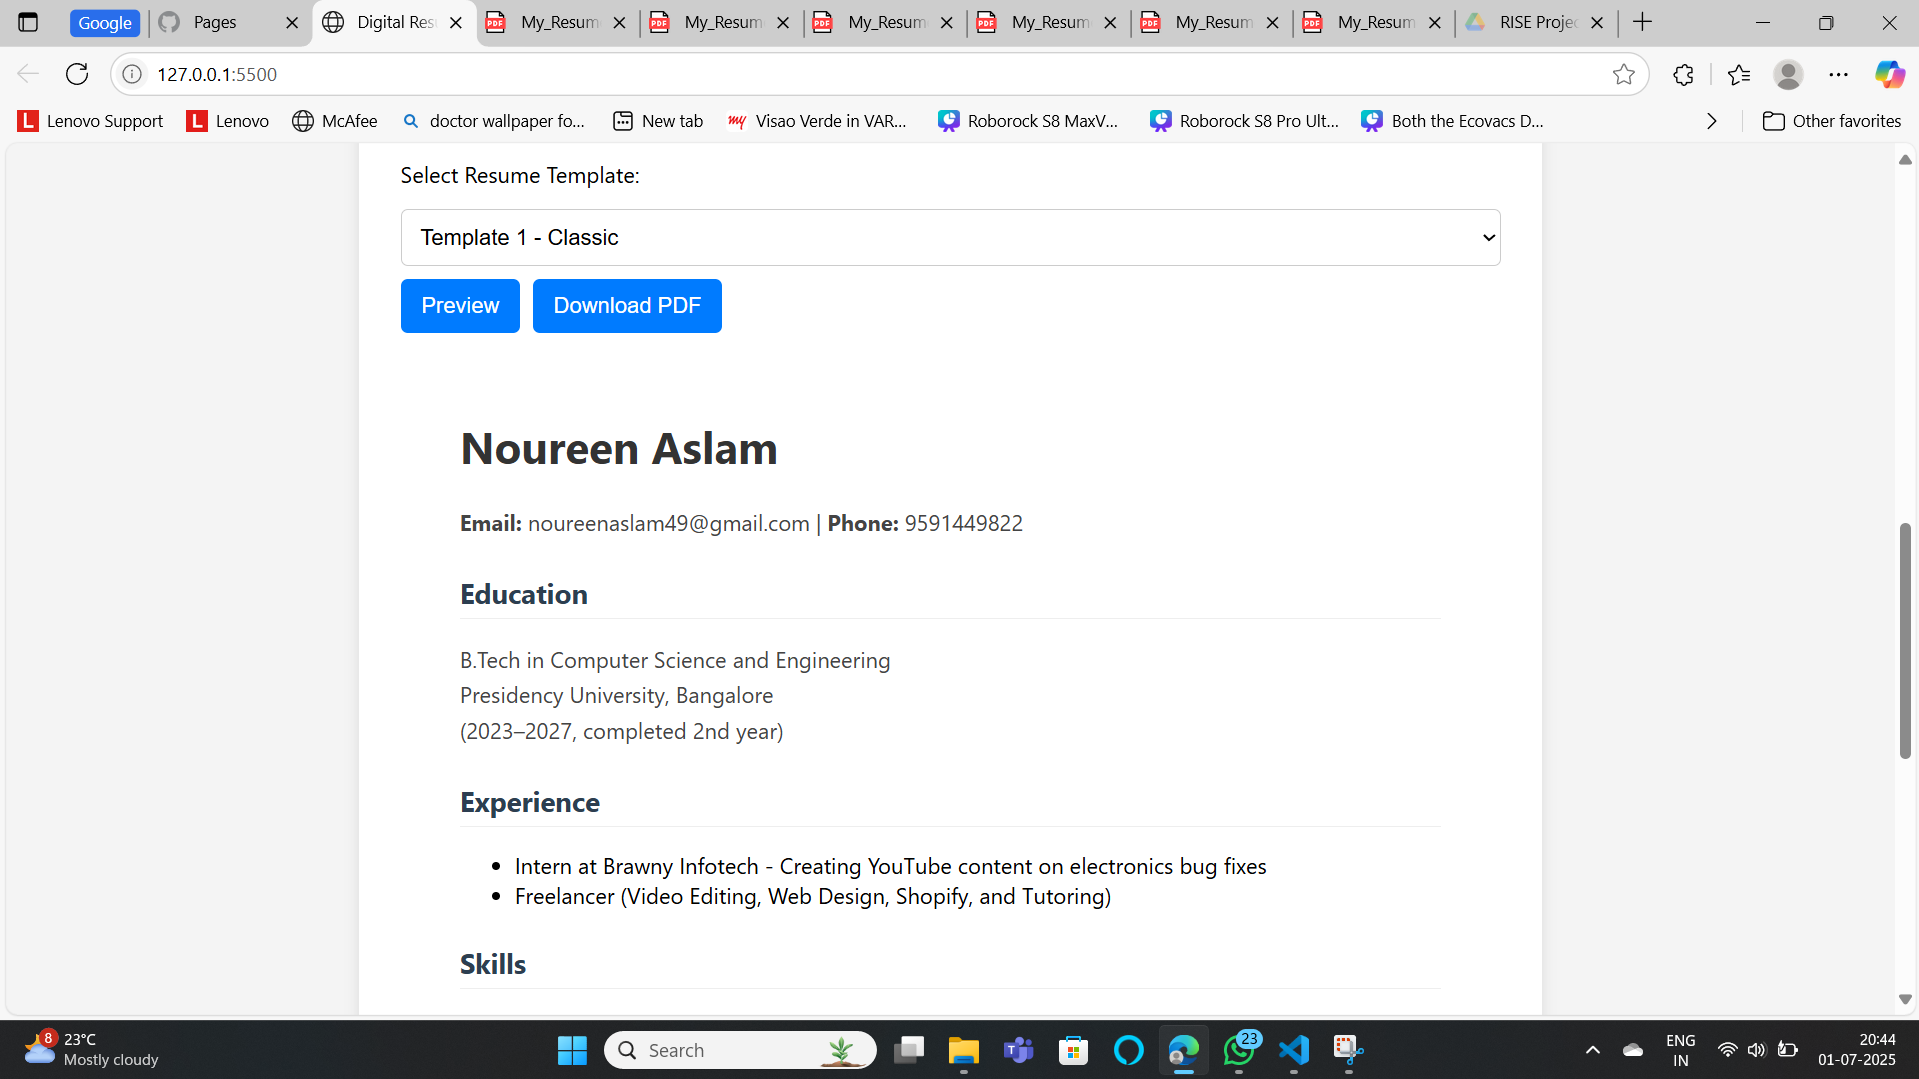 Google
Pages
Digital Res
My_Resum
My_Resum
My_Resum
My_Resum
My_Resum
My_Resum
RISE Projec
127.0.0.1:5500
Lenovo Support
Lenovo
McAfee
doctor wallpaper fo...
New tab
Visao Verde in VAR...
Roborock S8 MaxV...
Roborock S8 Pro Ult...
Both the Ecovacs D...
Other favorites
Select Resume Template:
Template 1 - Classic
Preview
Download PDF
Noureen Aslam
Email: noureenaslam49@gmail.com | Phone: 9591449822
Education
B.Tech in Computer Science and Engineering
Presidency University, Bangalore
(2023–2027, completed 2nd year)
Experience
• Intern at Brawny Infotech - Creating YouTube content on electronics bug fixes
• Freelancer (Video Editing, Web Design, Shopify, and Tutoring)
Skills
8
23°C
Mostly cloudy
Search
23
ENG
IN
20:44
01-07-2025